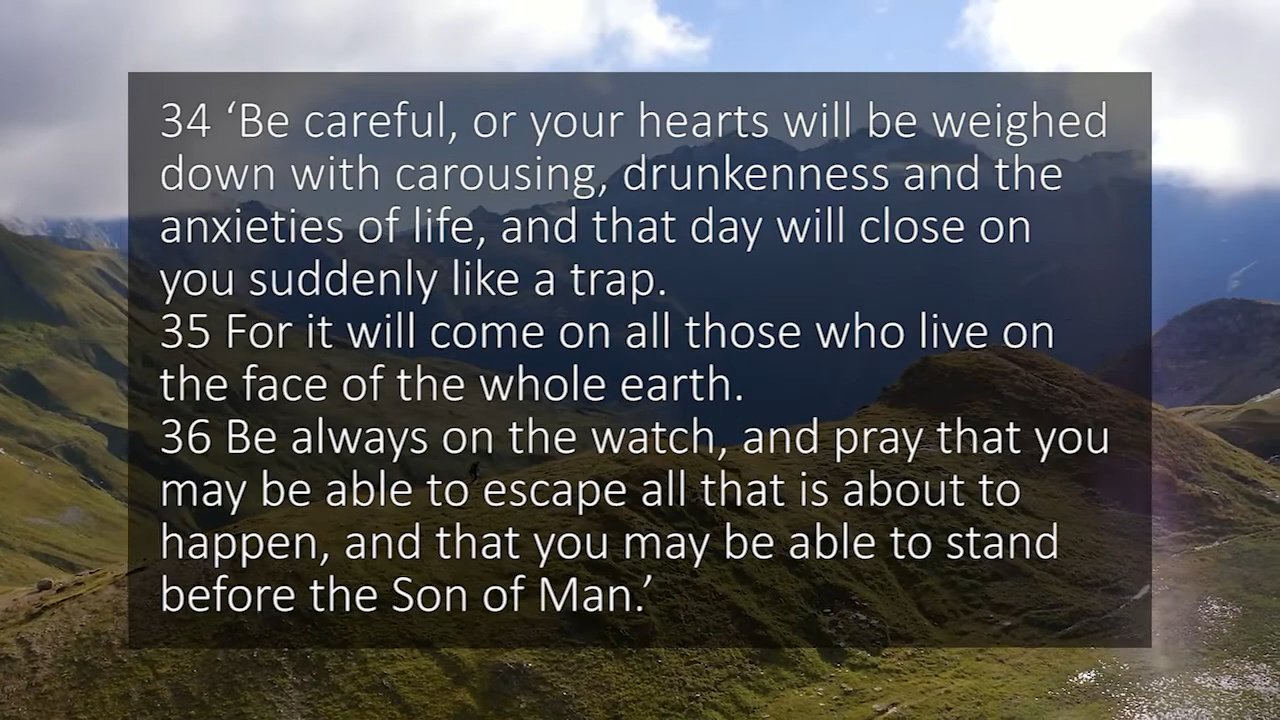 34 ‘Be careful, or your hearts will be weighed
down with carousing, drunkenness and the
anxieties of life, and that day will close on
you suddenly like a trap.
35 For it will come on all those who live on
the face of the whole earth.
36 Be always on the watch, and pray that you
may be able to escape all that is about to
happen, and that you may be able to stand
before the Son of Man.’